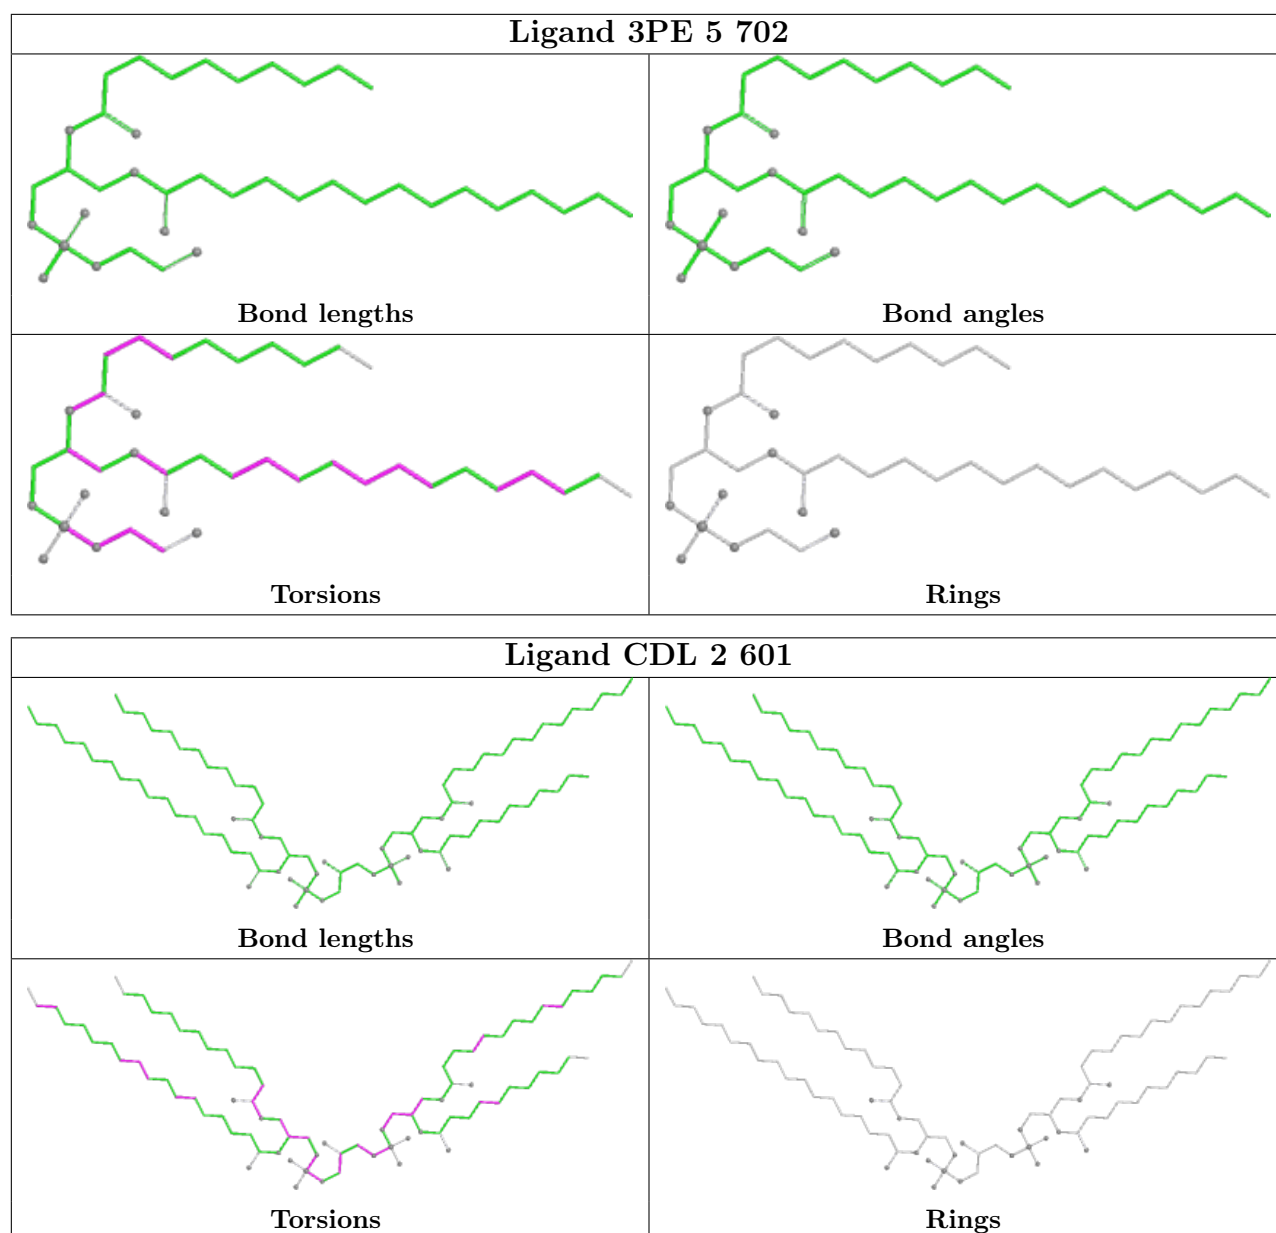 Ligand 3PE 5 702
Bond lengths
Bond angles
Torsions
Rings
Ligand CDL 2 601
Bond lengths
Bond angles
Torsions
Rings